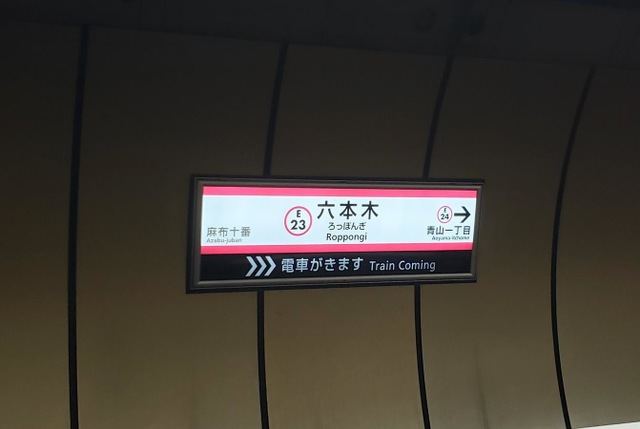 麻布十番
Azabu-juban
E
23
六本木
ろっぽんぎ
Roppongi
E
24
青山一丁目
Aoyama-itchome
電車がきます Train Coming